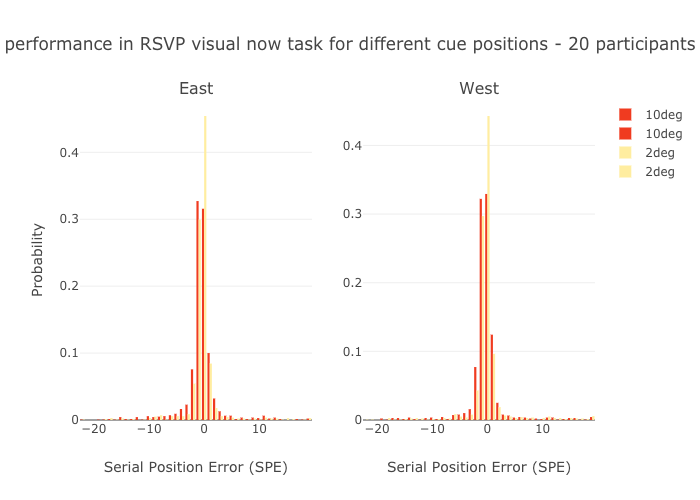 performance in RSVP visual now task for different cue positions - 20 participants
East
West
10deg
10deg
2deg
2deg
Probability
0.4
0.3
0.2
0.1
0
−20
−10
0
10
0.4
0.3
0.2
0.1
0
−20
−10
0
10
Serial Position Error (SPE)
Serial Position Error (SPE)